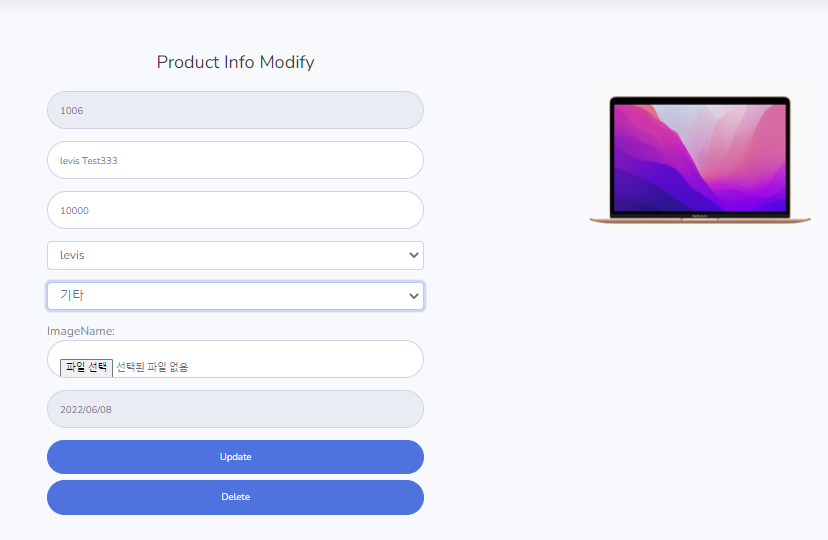 Product Info Modify
1006
levis Test333
10000
levis
기타
ImageName:
파일 선택 선택된 파일 없음
2022/06/08
Update
Delete